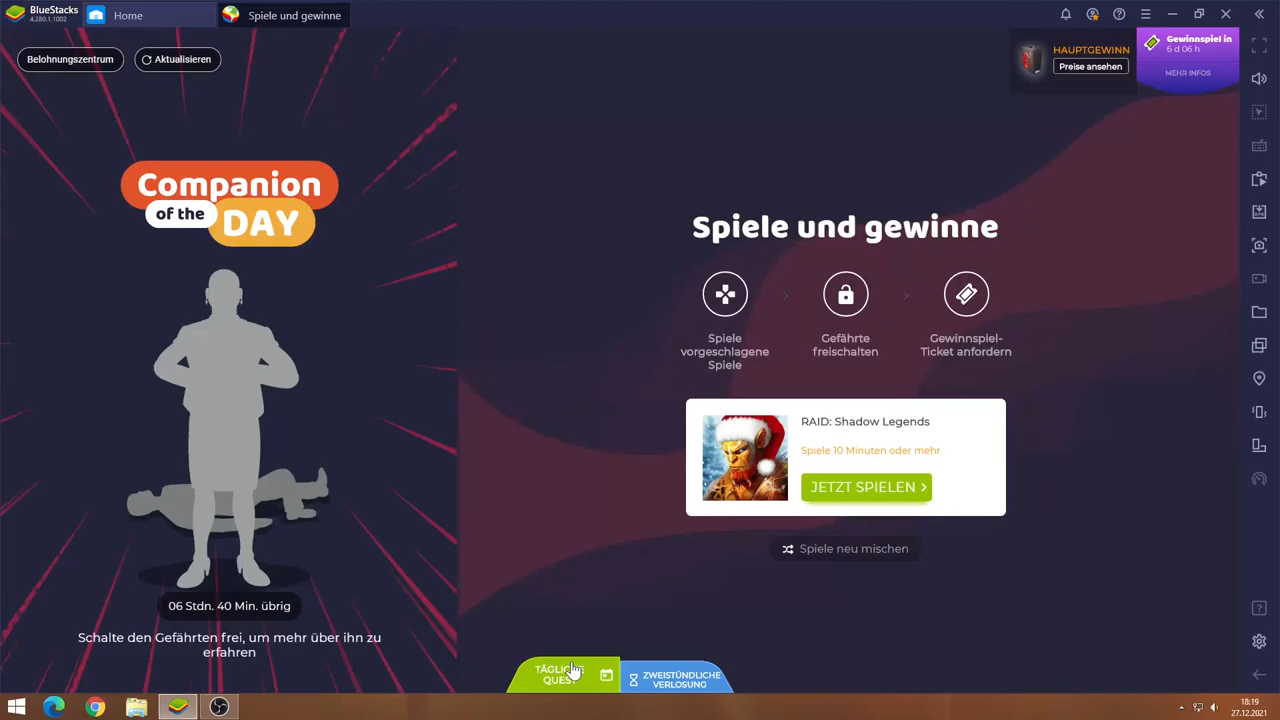 BlueStacks
4.280.1.1002
Home
Spiele und gewinne
Belohnungszentrum
Aktualisieren
HAUPTGEWINN
Preise ansehen
Gewinnspiel in
6 d 06 h
MEHR INFOS
Companion
of the
DAY
Spiele und gewinne
Spiele
vorgeschlagene
Spiele
Gefährte
freischalten
Gewinnspiel-
Ticket anfordern
RAID: Shadow Legends
Spiele 10 Minuten oder mehr
JETZT SPIELEN
Spiele neu mischen
06 Stdn. 40 Min. übrig
Schalte den Gefährten frei, um mehr über ihn zu
erfahren
ZWEISTÜNDLICHE
VERLOSUNG
18:19
27.12.2021